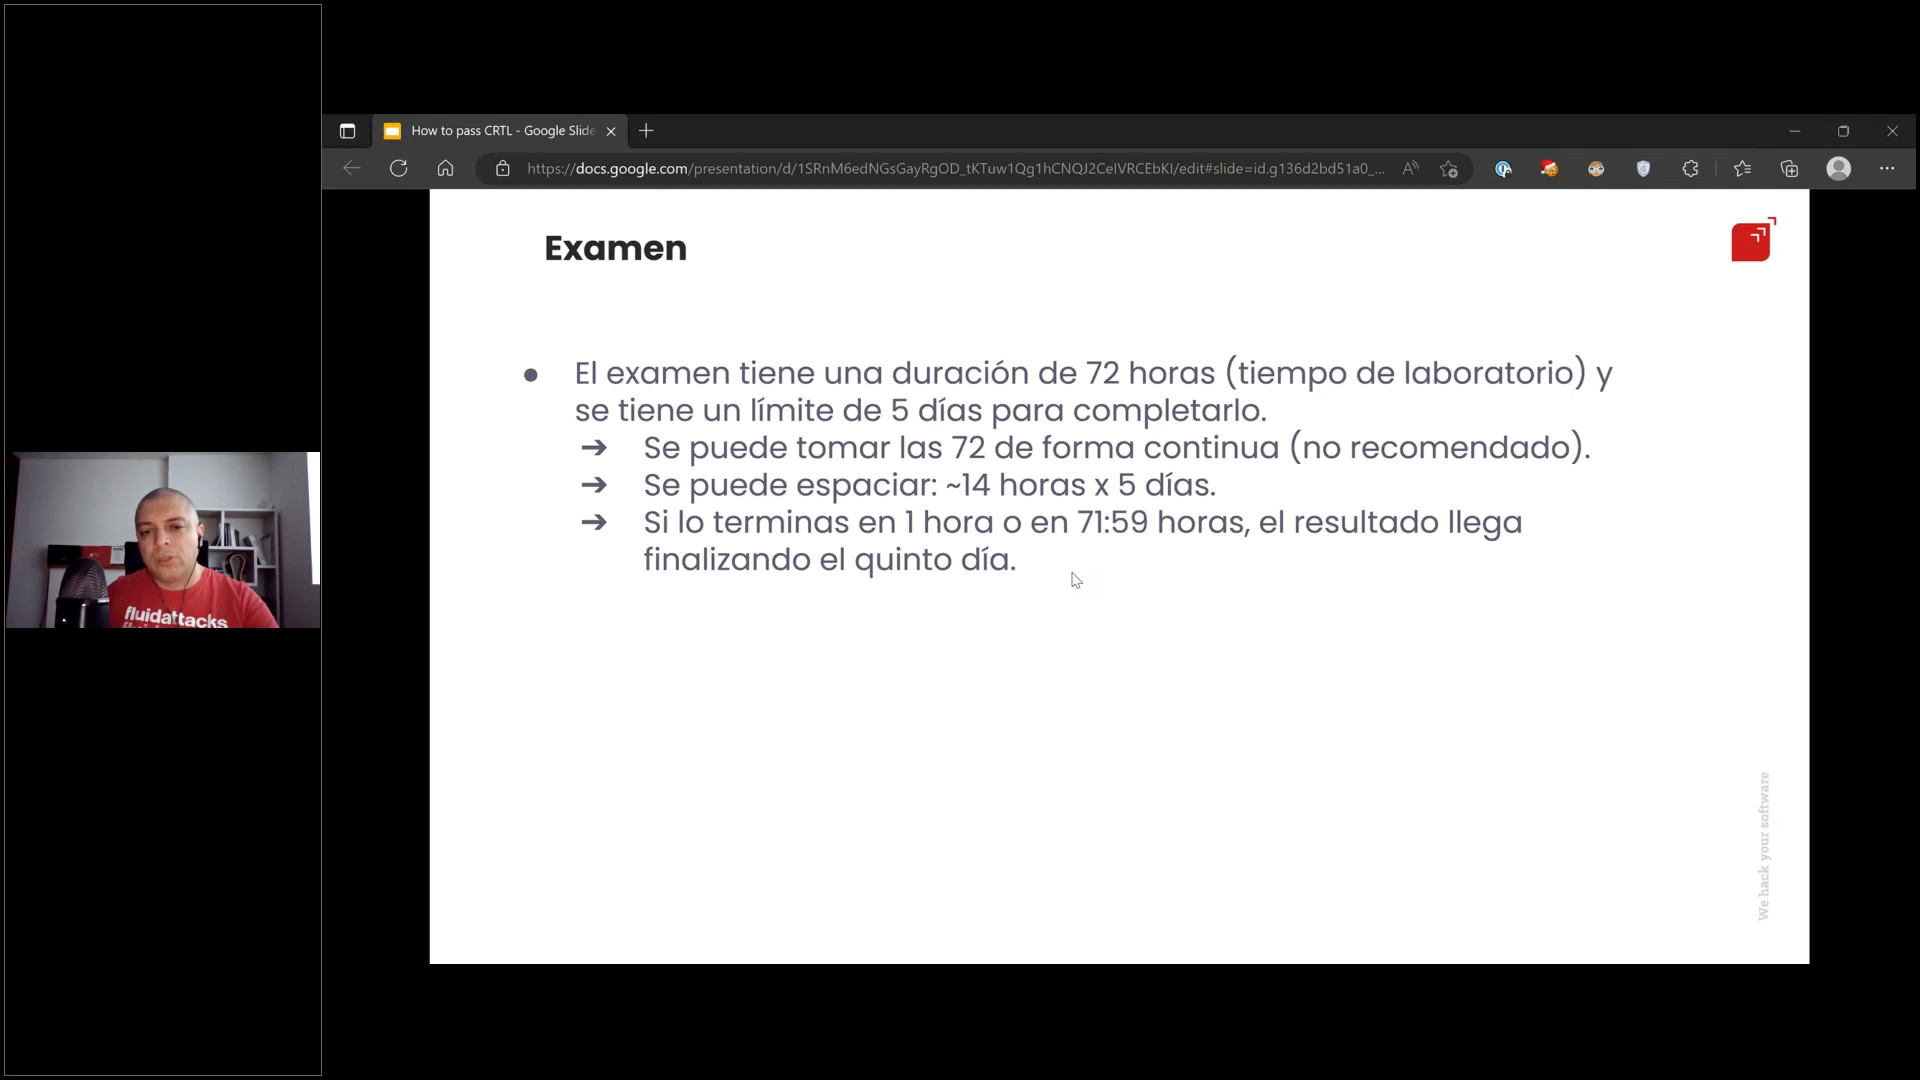 How to pass CRTL - Google Slide
https://docs.google.com/presentation/d/1SRnM6edNGsGayRgOD_tKTuw1Qg1hCNQJ2CeIVRCEbKI/edit#slide=id.g136d2bd51a0_...
Examen
● El examen tiene una duración de 72 horas (tiempo de laboratorio) y
se tiene un límite de 5 días para completarlo.
➔ Se puede tomar las 72 de forma continua (no recomendado).
➔ Se puede espaciar: ~14 horas x 5 días.
➔ Si lo terminas en 1 hora o en 71:59 horas, el resultado llega
finalizando el quinto día.
fluidattacks
We hack your software